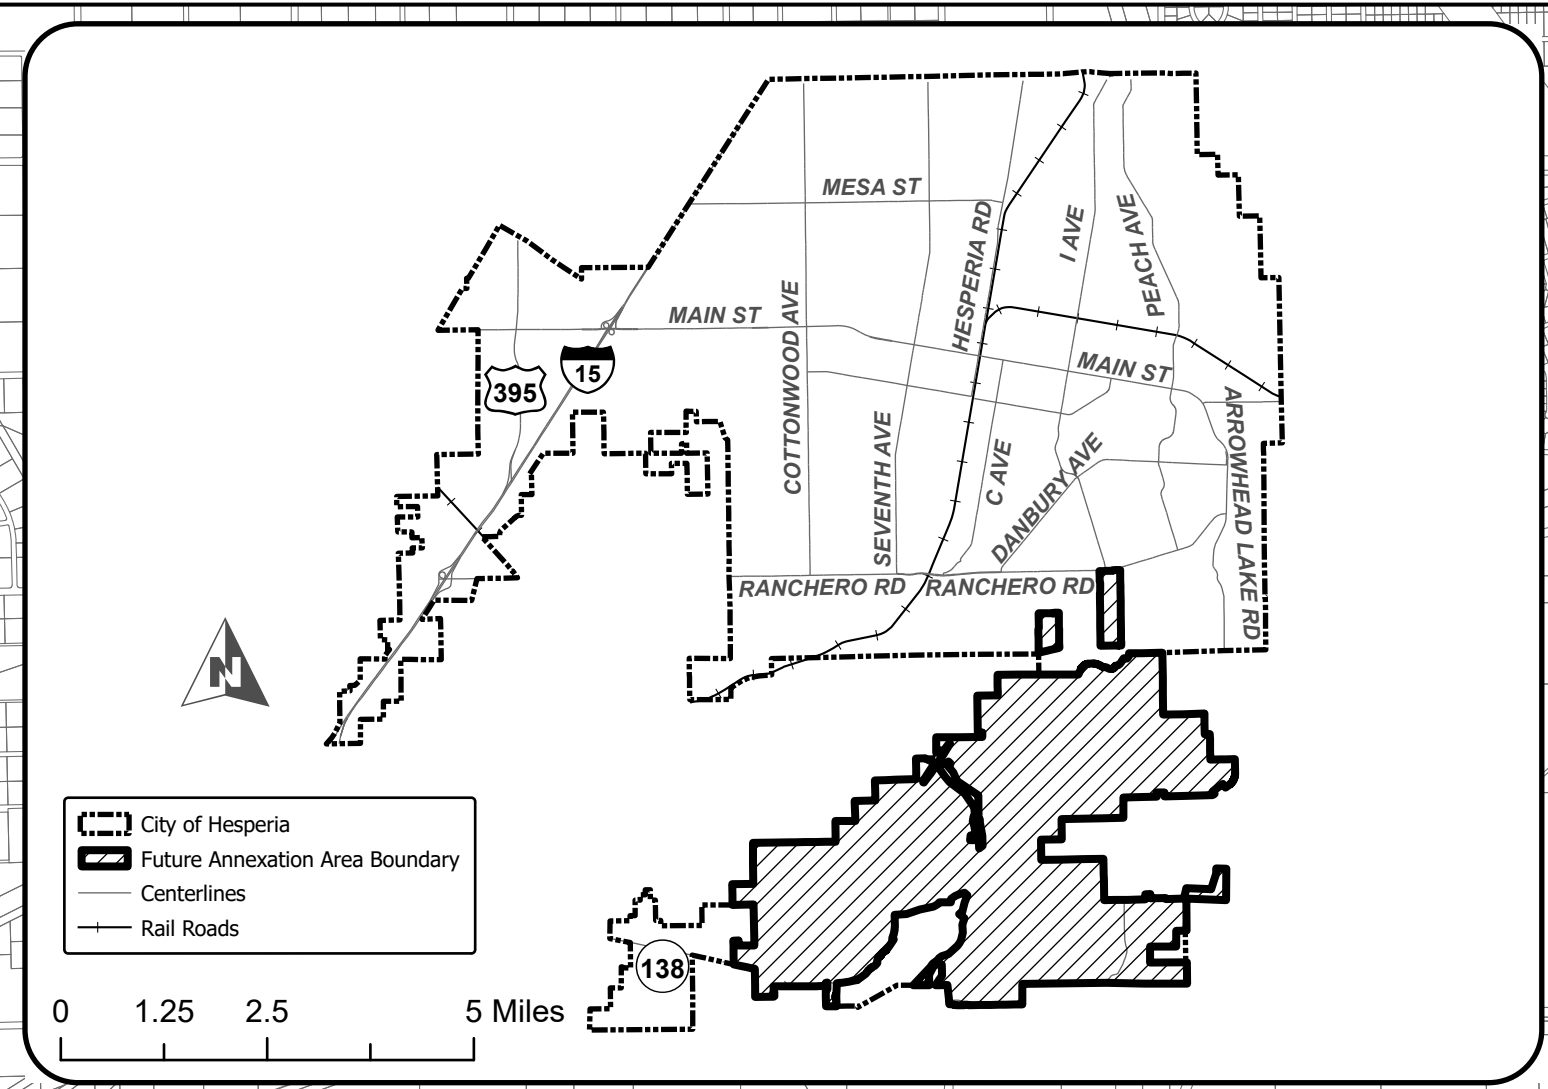 MESA ST
HESPERIA RD
I AVE
PEACH AVE
MAIN ST
COTTONWOOD AVE
15
395
MAIN ST
SEVENTH AVE
C AVE
DANBURY AVE
ARROWHEAD LAKE RD
RANCHERO RD
RANCHERO RD
N
City of Hesperia
Future Annexation Area Boundary
Centerlines
Rail Roads
138
0 1.25 2.5 5 Miles